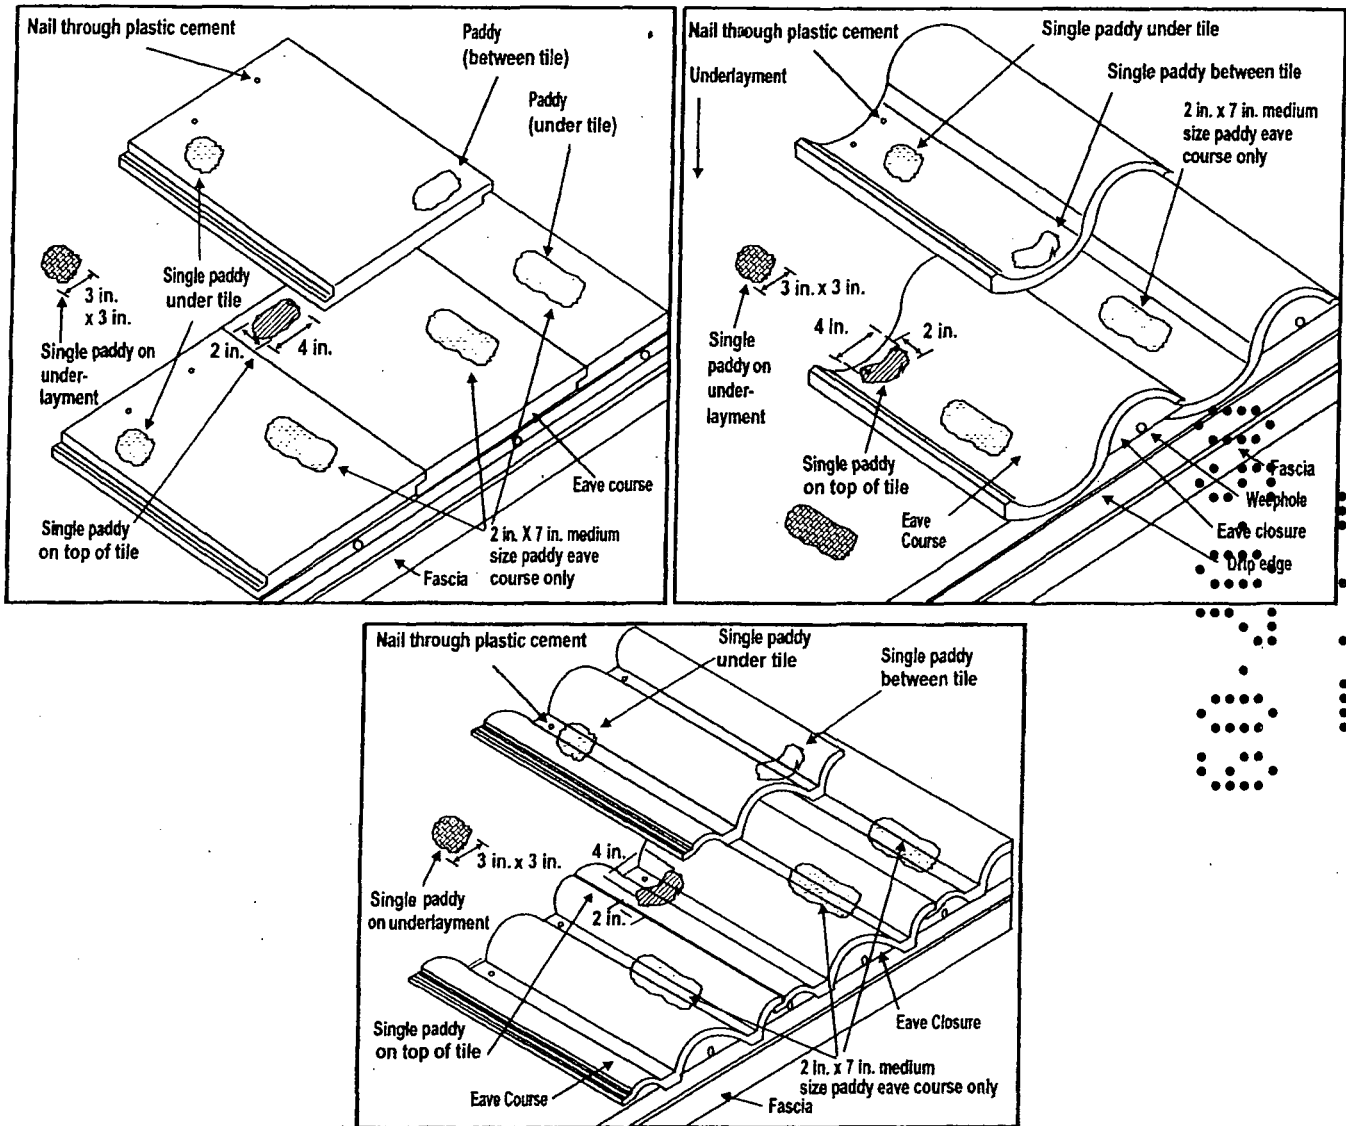 Nail through plastic cement
Paddy
(between tile)
Paddy
(under tile)
Single paddy
under tile
3 in.
x 3 in.
Single paddy on
under-
layment
2 in.
4 in.
Single paddy
on top of tile
Eave course
2 in. X 7 in. medium
size paddy eave
course only
Fascia
Nail through plastic cement
Underlayment
Single paddy under tile
Single paddy between tile
2 in. x 7 in. medium
size paddy eave
course only
3 in. x 3 in.
Single
paddy on
under-
layment
4 in.
2 in.
Single paddy
on top of tile
Eave
Course
Fascia
Weephole
Eave closure
Drip edge
Nail through plastic cement
Single paddy
under tile
Single paddy
between tile
3 in. x 3 in.
Single paddy
on underlayment
4 in.
2 in.
Single paddy
on top of tile
Eave Course
Eave Closure
2 in. x 7 in. medium
size paddy eave course only
Fascia